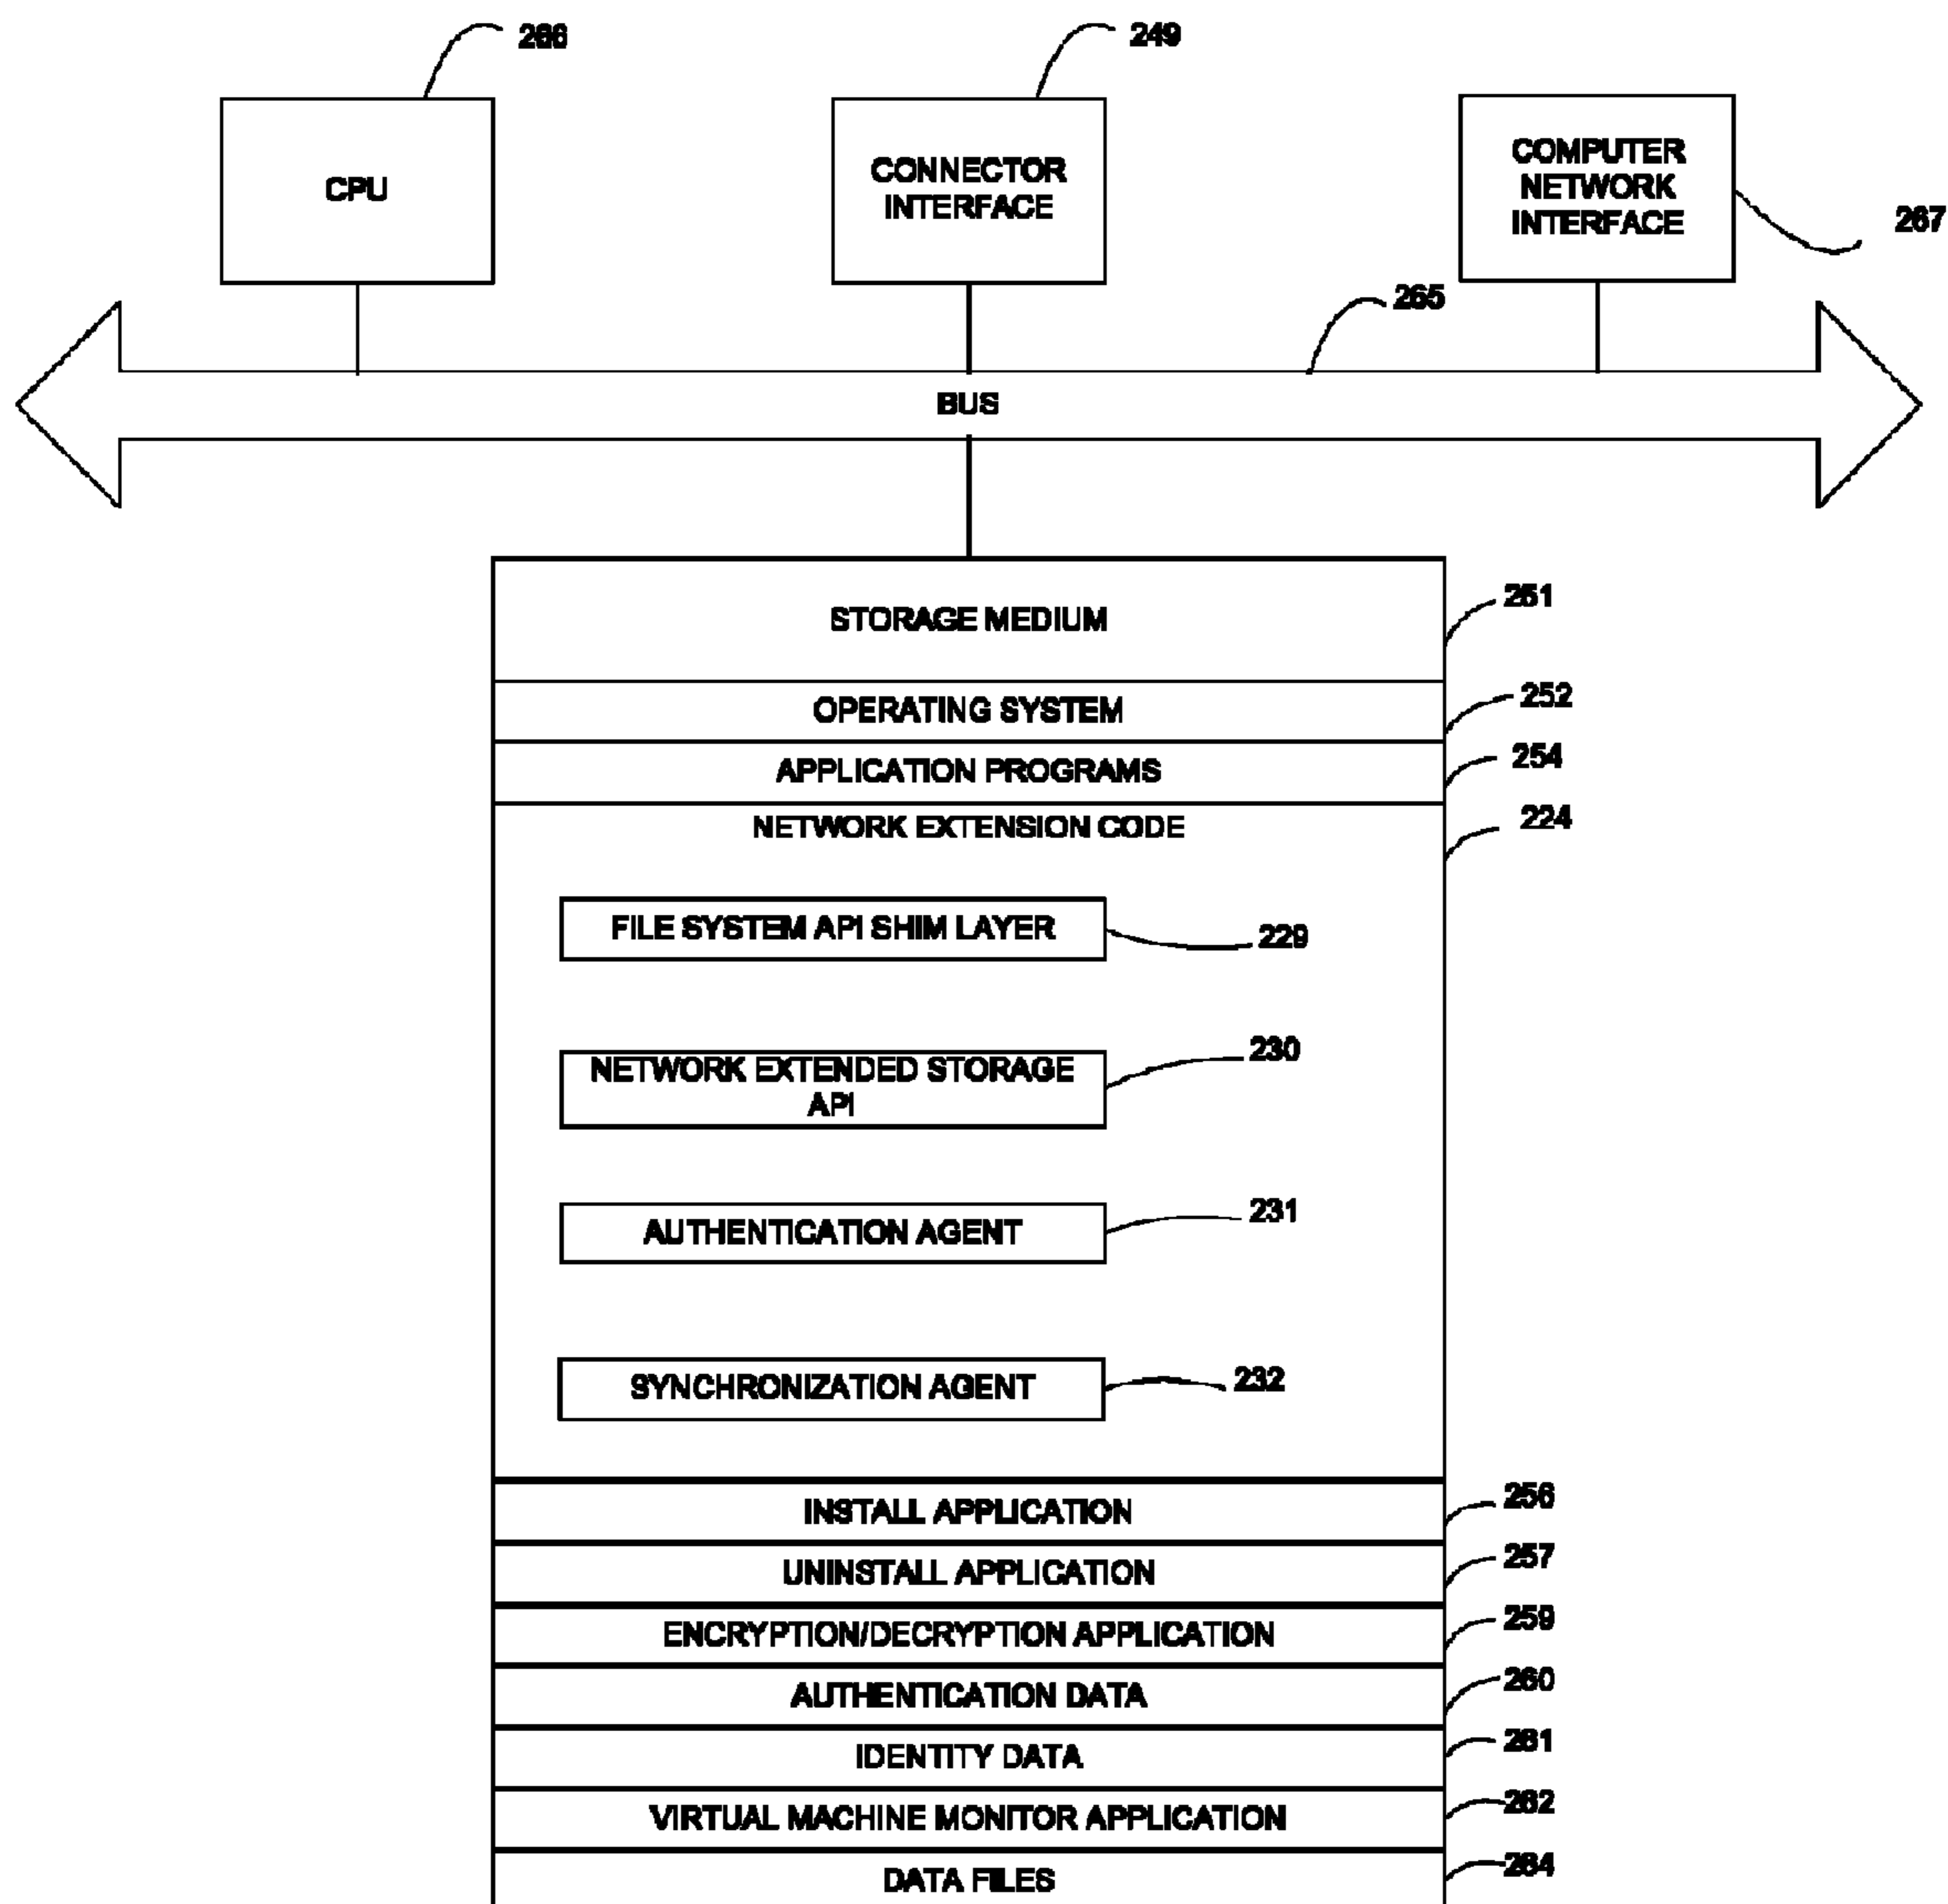 266
249
CPU
CONNECTOR
INTERFACE
COMPUTER
NETWORK
INTERFACE
267
265
BUS
STORAGE MEDIUM
251
OPERATING SYSTEM
252
APPLICATION PROGRAMS
254
NETWORK EXTENSION CODE
224
FILE SYSTEM API SHIM LAYER
229
NETWORK EXTENDED STORAGE
API
230
AUTHENTICATION AGENT
231
SYNCHRONIZATION AGENT
232
INSTALL APPLICATION
256
UNINSTALL APPLICATION
257
ENCRYPTION/DECRYPTION APPLICATION
259
AUTHENTICATION DATA
260
IDENTITY DATA
261
VIRTUAL MACHINE MONITOR APPLICATION
262
DATA FILES
264